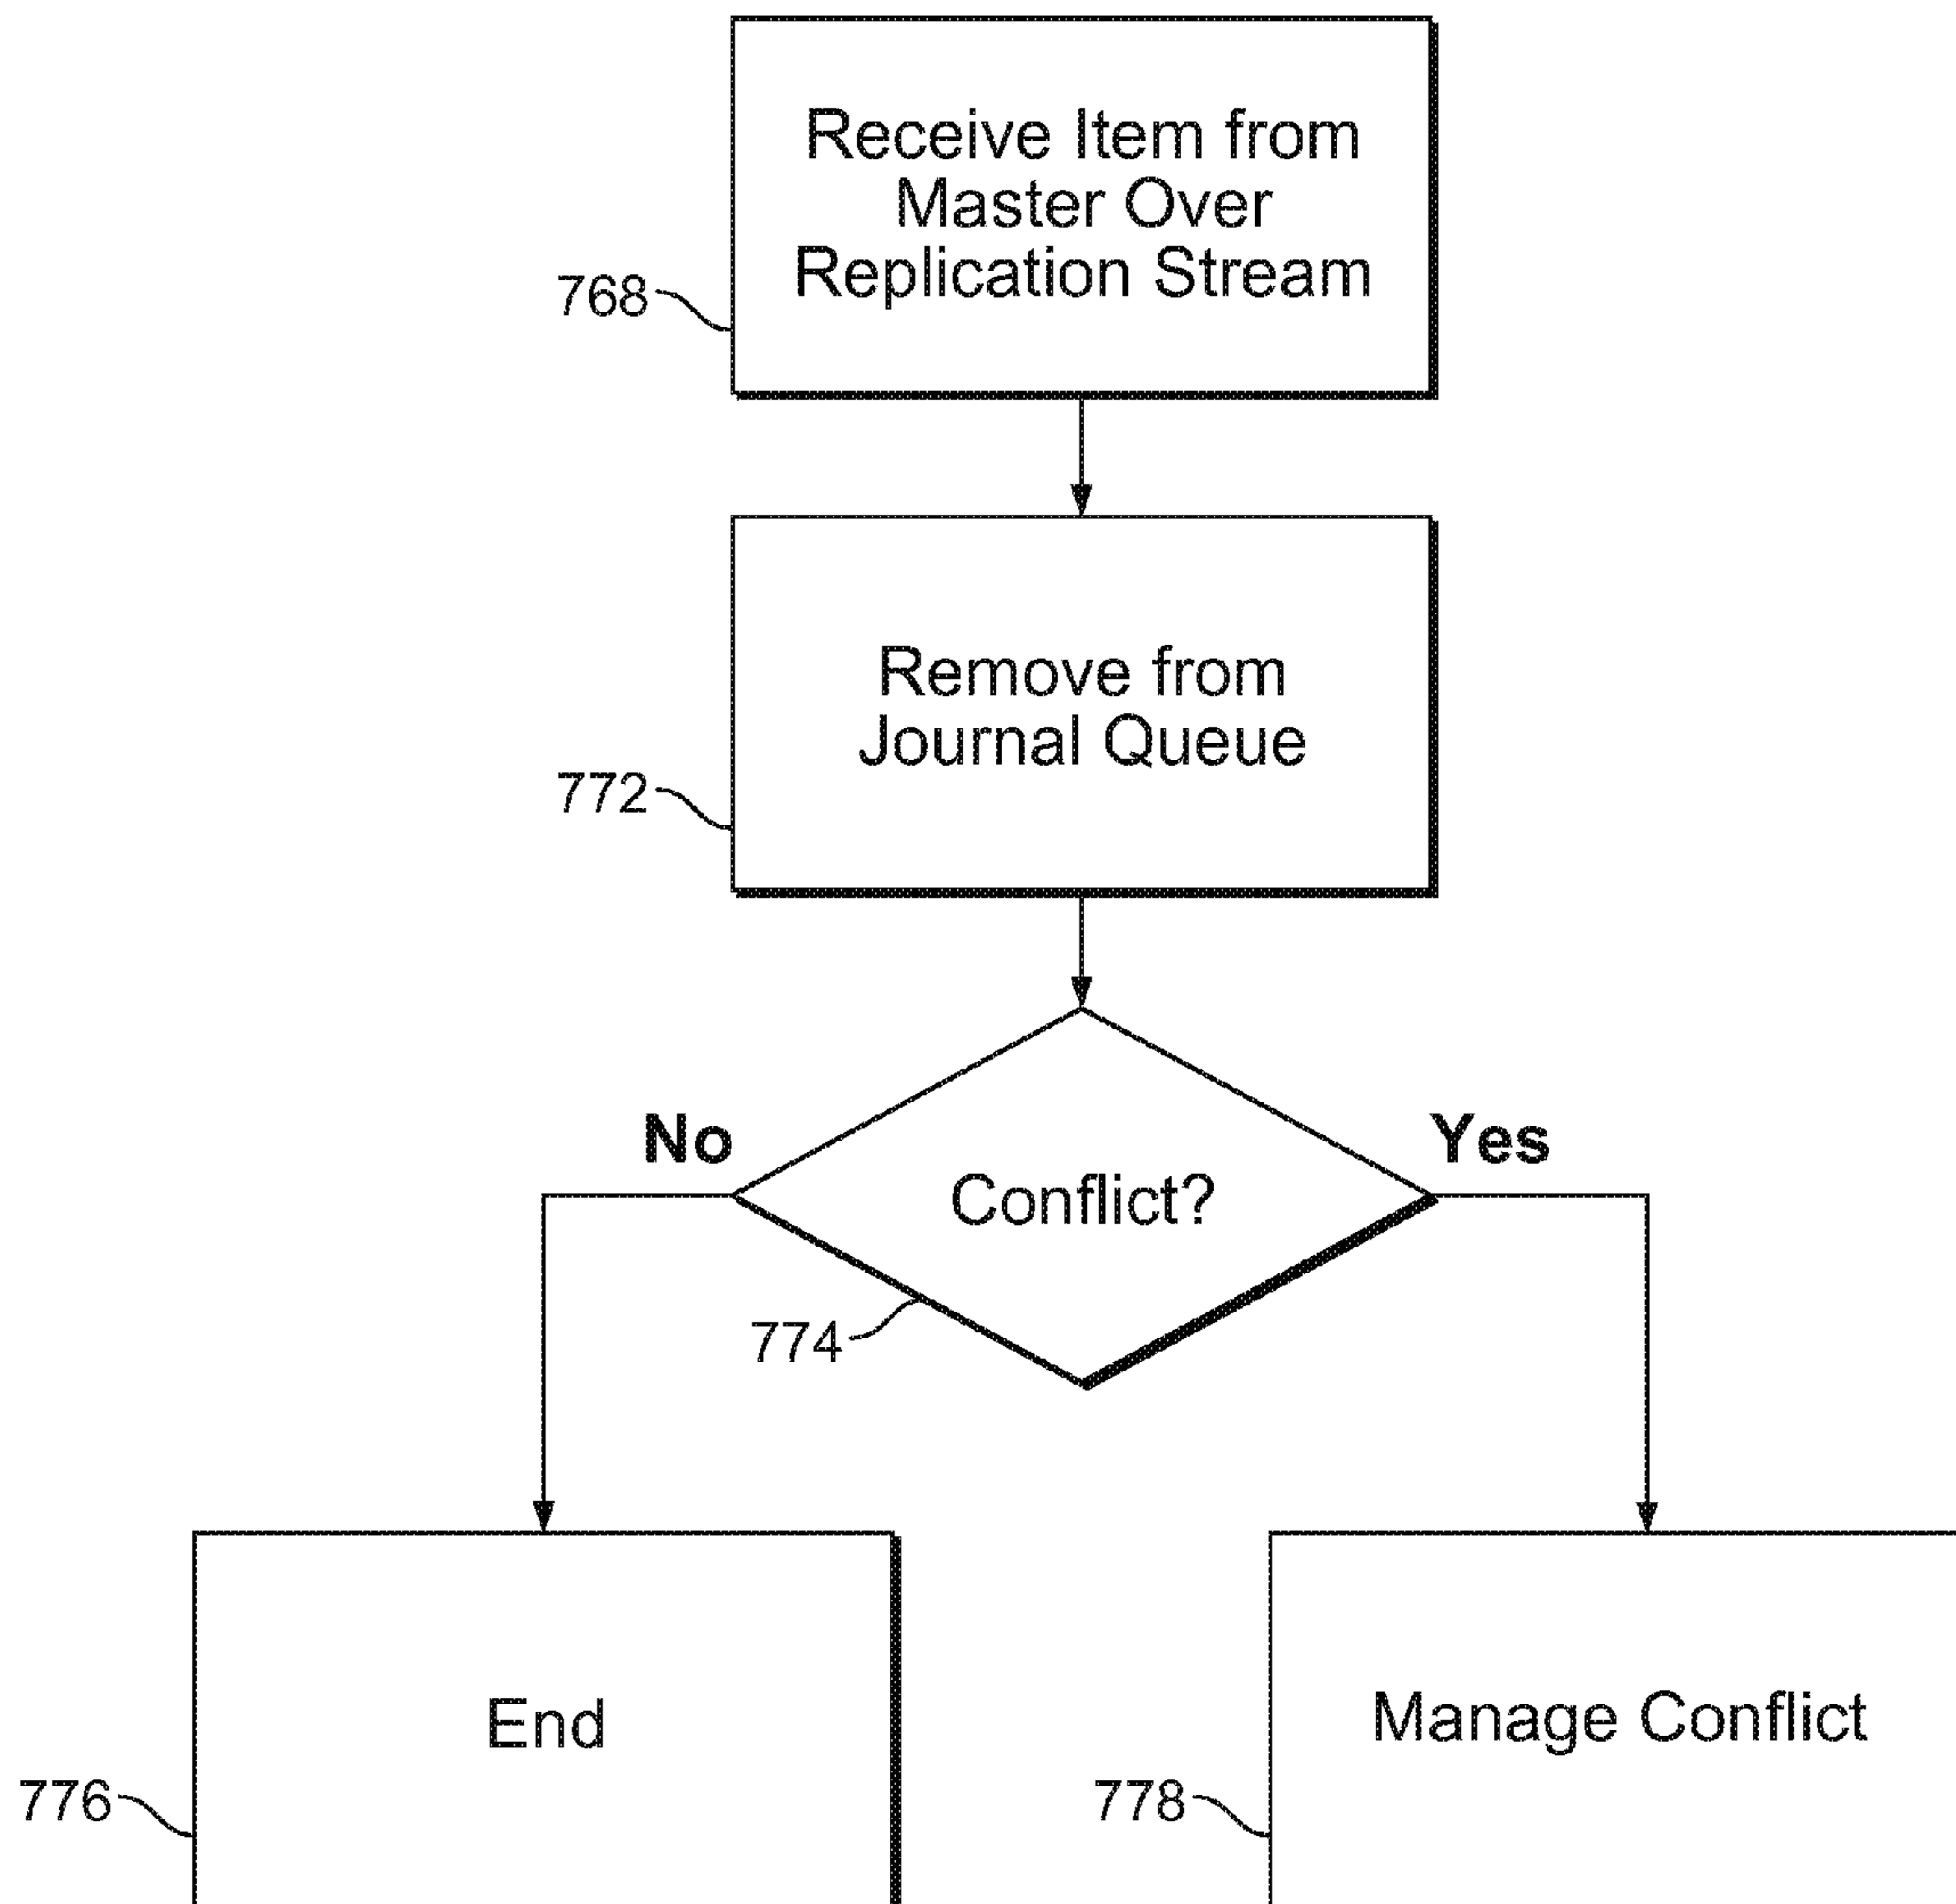 Receive Item from
Master Over
Replication Stream
768
Remove from
Journal Queue
772
No
Yes
Conflict?
774
End
Manage Conflict
776
778